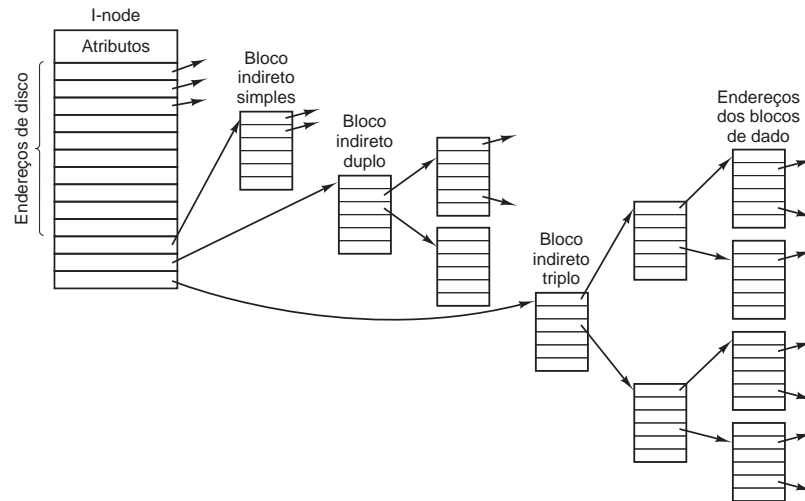 I-node
Atributos
Endereços de disco
Bloco
indireto
simples
Bloco
indireto
duplo
Bloco
indireto
triplo
Endereços
dos blocos
de dado